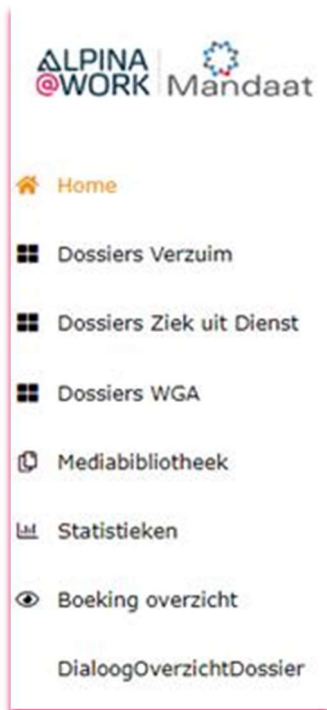 ALPINA
@WORK Mandaat
Home
Dossiers Verzuim
Dossiers Ziek uit Dienst
Dossiers WGA
Mediabibliotheek
Statistieken
Boeking overzicht
DialoogOverzichtDossier